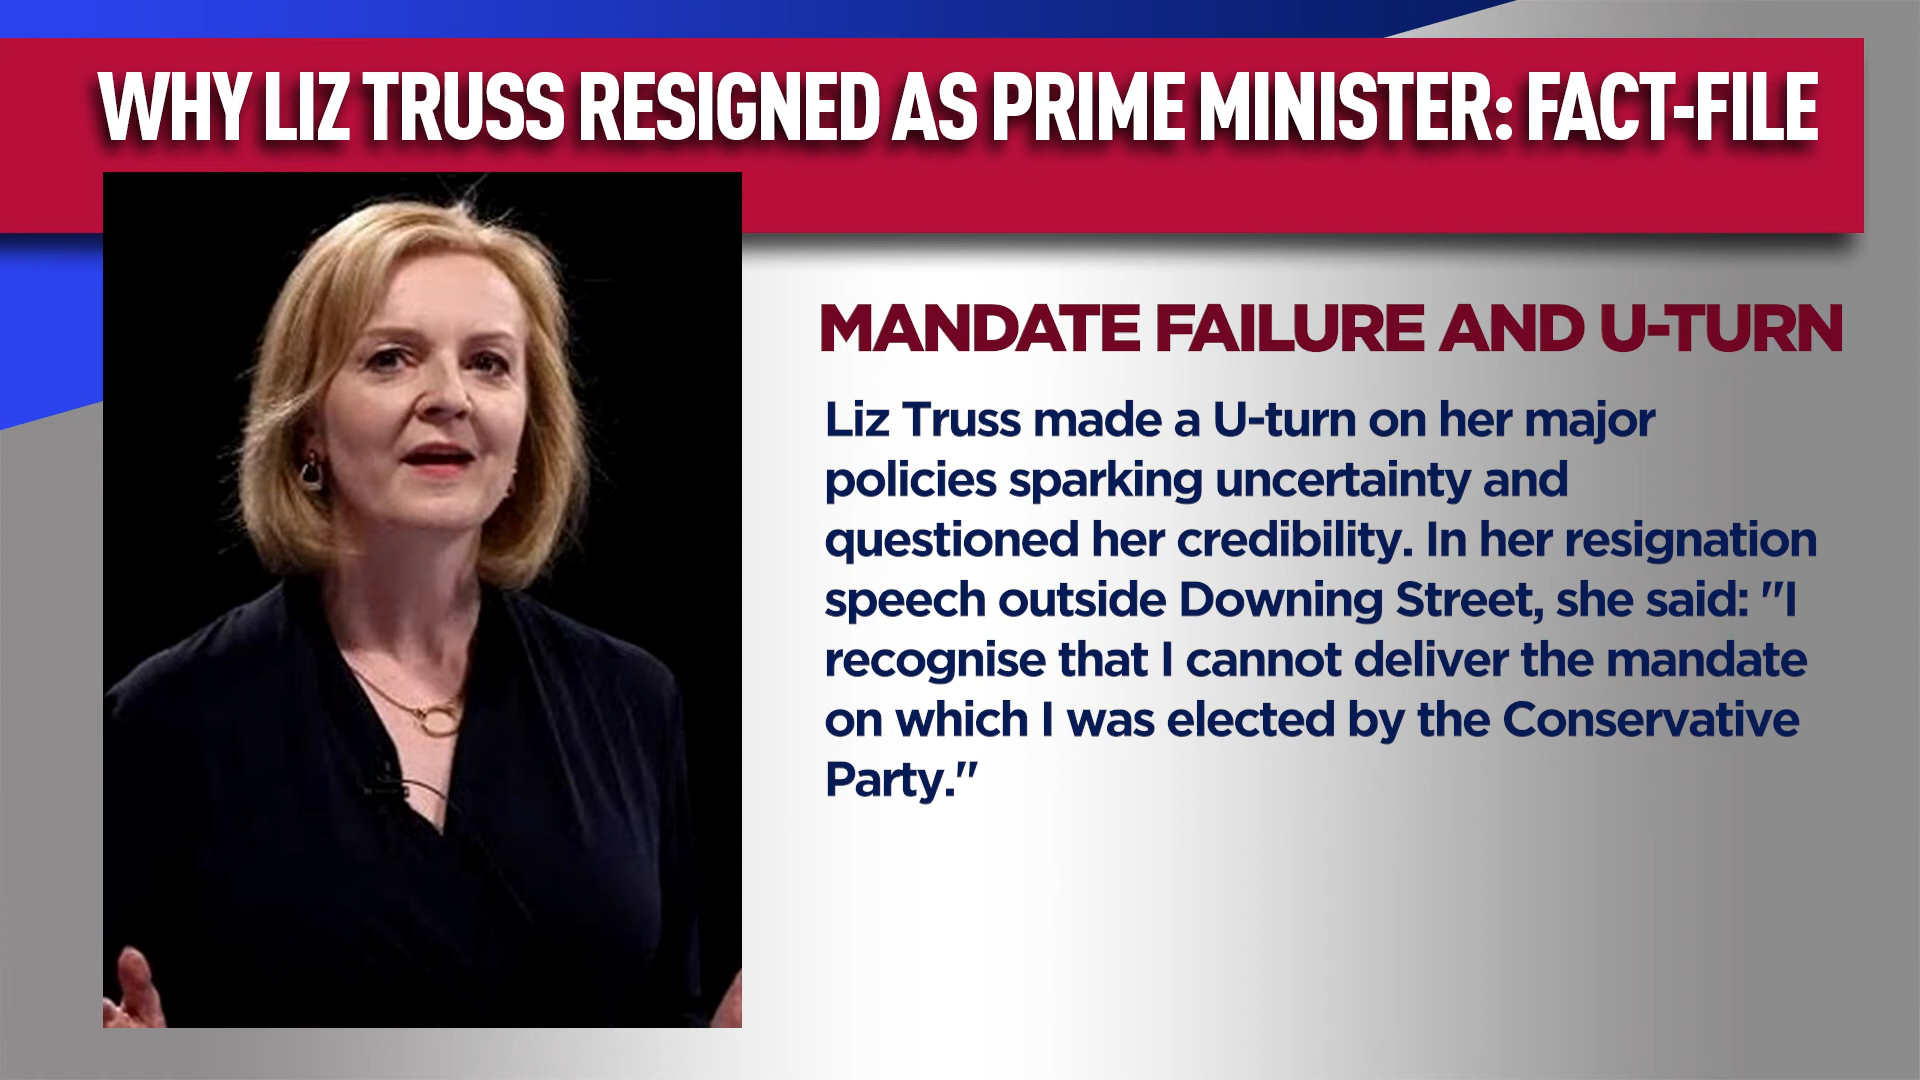 WHY LIZ TRUSS RESIGNED AS PRIME MINISTER: FACT-FILE
MANDATE FAILURE AND U-TURN
Liz Truss made a U-turn on her major
policies sparking uncertainty and
questioned her credibility. In her resignation
speech outside Downing Street, she said: "I
recognise that I cannot deliver the mandate
on which I was elected by the Conservative
Party."